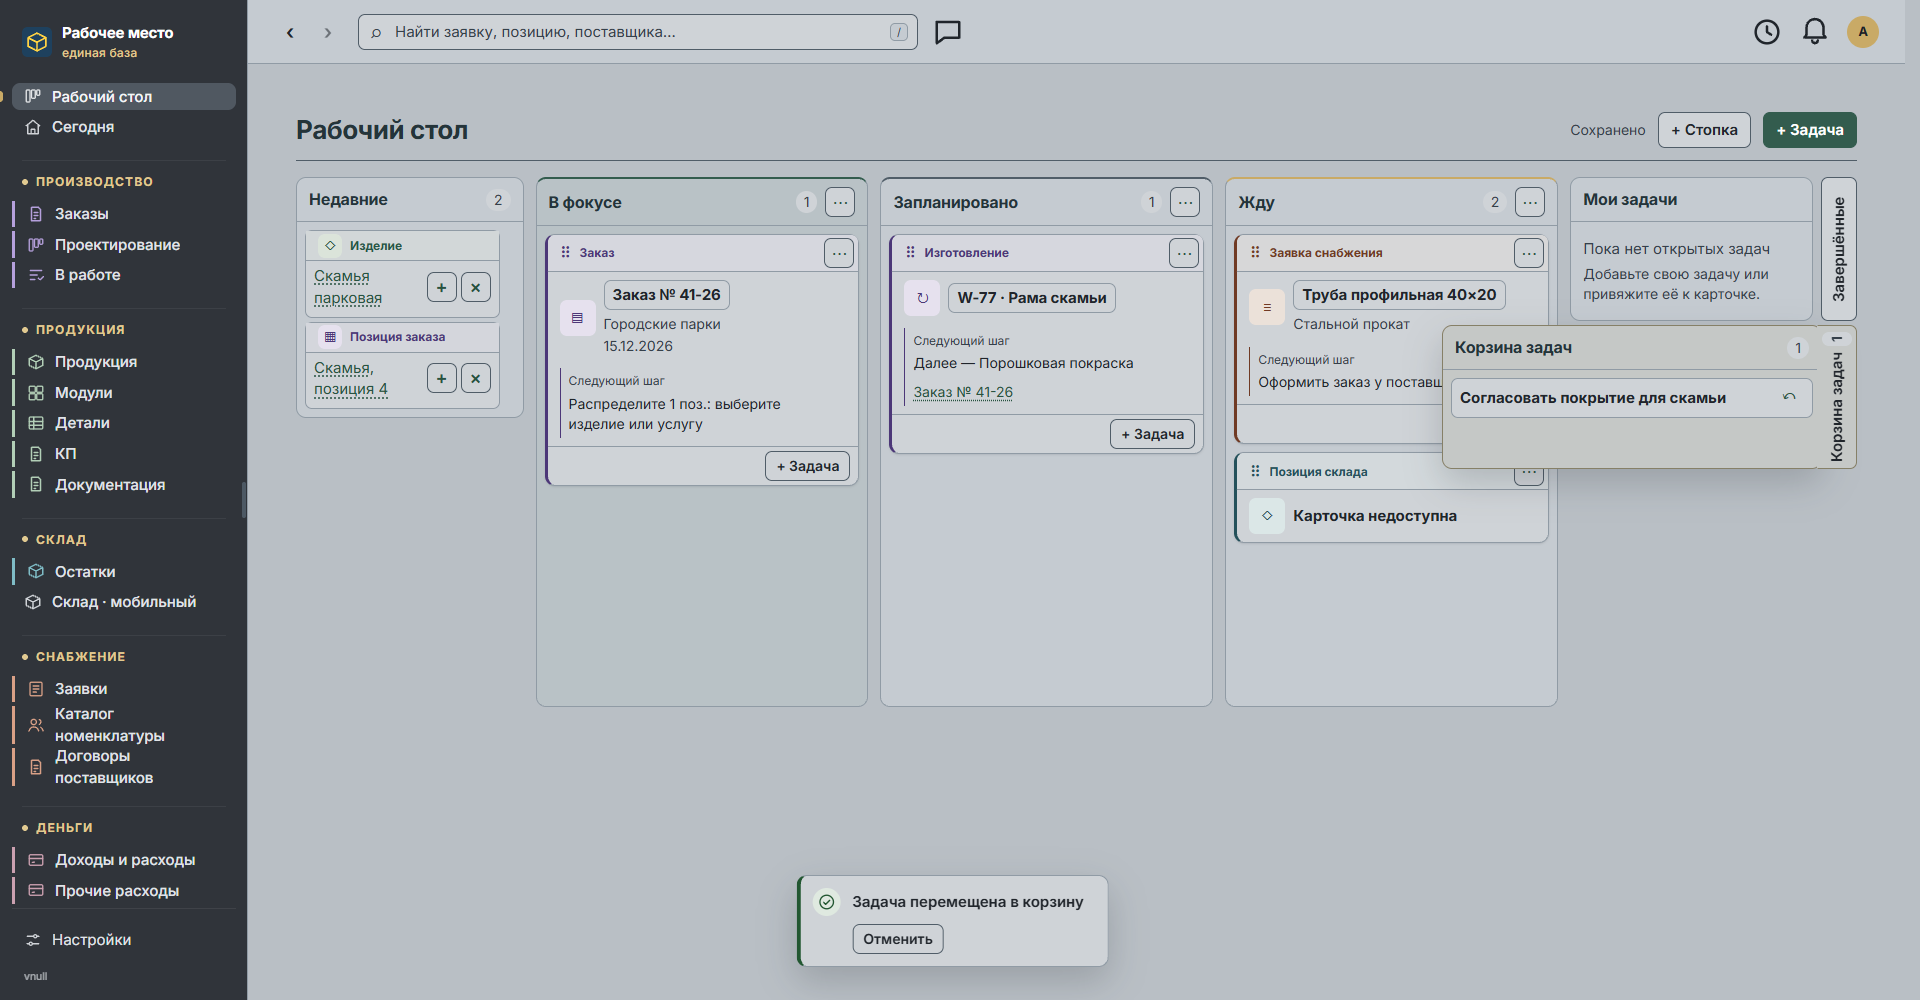 Рабочее место
единая база
Рабочий стол
Сегодня
ПРОИЗВОДСТВО
Заказы
Проектирование
В работе
ПРОДУКЦИЯ
Продукция
Модули
Детали
КП
Документация
СКЛАД
Остатки
Склад · мобильный
СНАБЖЕНИЕ
Заявки
Каталог
номенклатуры
Договоры
поставщиков
ДЕНЬГИ
Доходы и расходы
Прочие расходы
Настройки
vnull
Найти заявку, позицию, поставщика...
/
A
Рабочий стол
Сохранено
+ Стопка
+ Задача
Недавние
2
Изделие
Скамья
парковая
Позиция заказа
Скамья,
позиция 4
В фокусе
1
Заказ
Заказ № 41-26
Городские парки
15.12.2026
Следующий шаг
Распределите 1 поз.: выберите
изделие или услугу
+ Задача
Запланировано
1
Изготовление
W-77 · Рама скамьи
Следующий шаг
Далее — Порошковая покраска
Заказ № 41-26
+ Задача
Жду
2
Заявка снабжения
Труба профильная 40×20
Стальной прокат
Следующий шаг
Оформить заказ у поставщ
Позиция склада
Карточка недоступна
Мои задачи
Пока нет открытых задач
Добавьте свою задачу или
привяжите её к карточке.
Завершённые
Корзина задач
1
Согласовать покрытие для скамьи
Корзина задач 1
Задача перемещена в корзину
Отменить